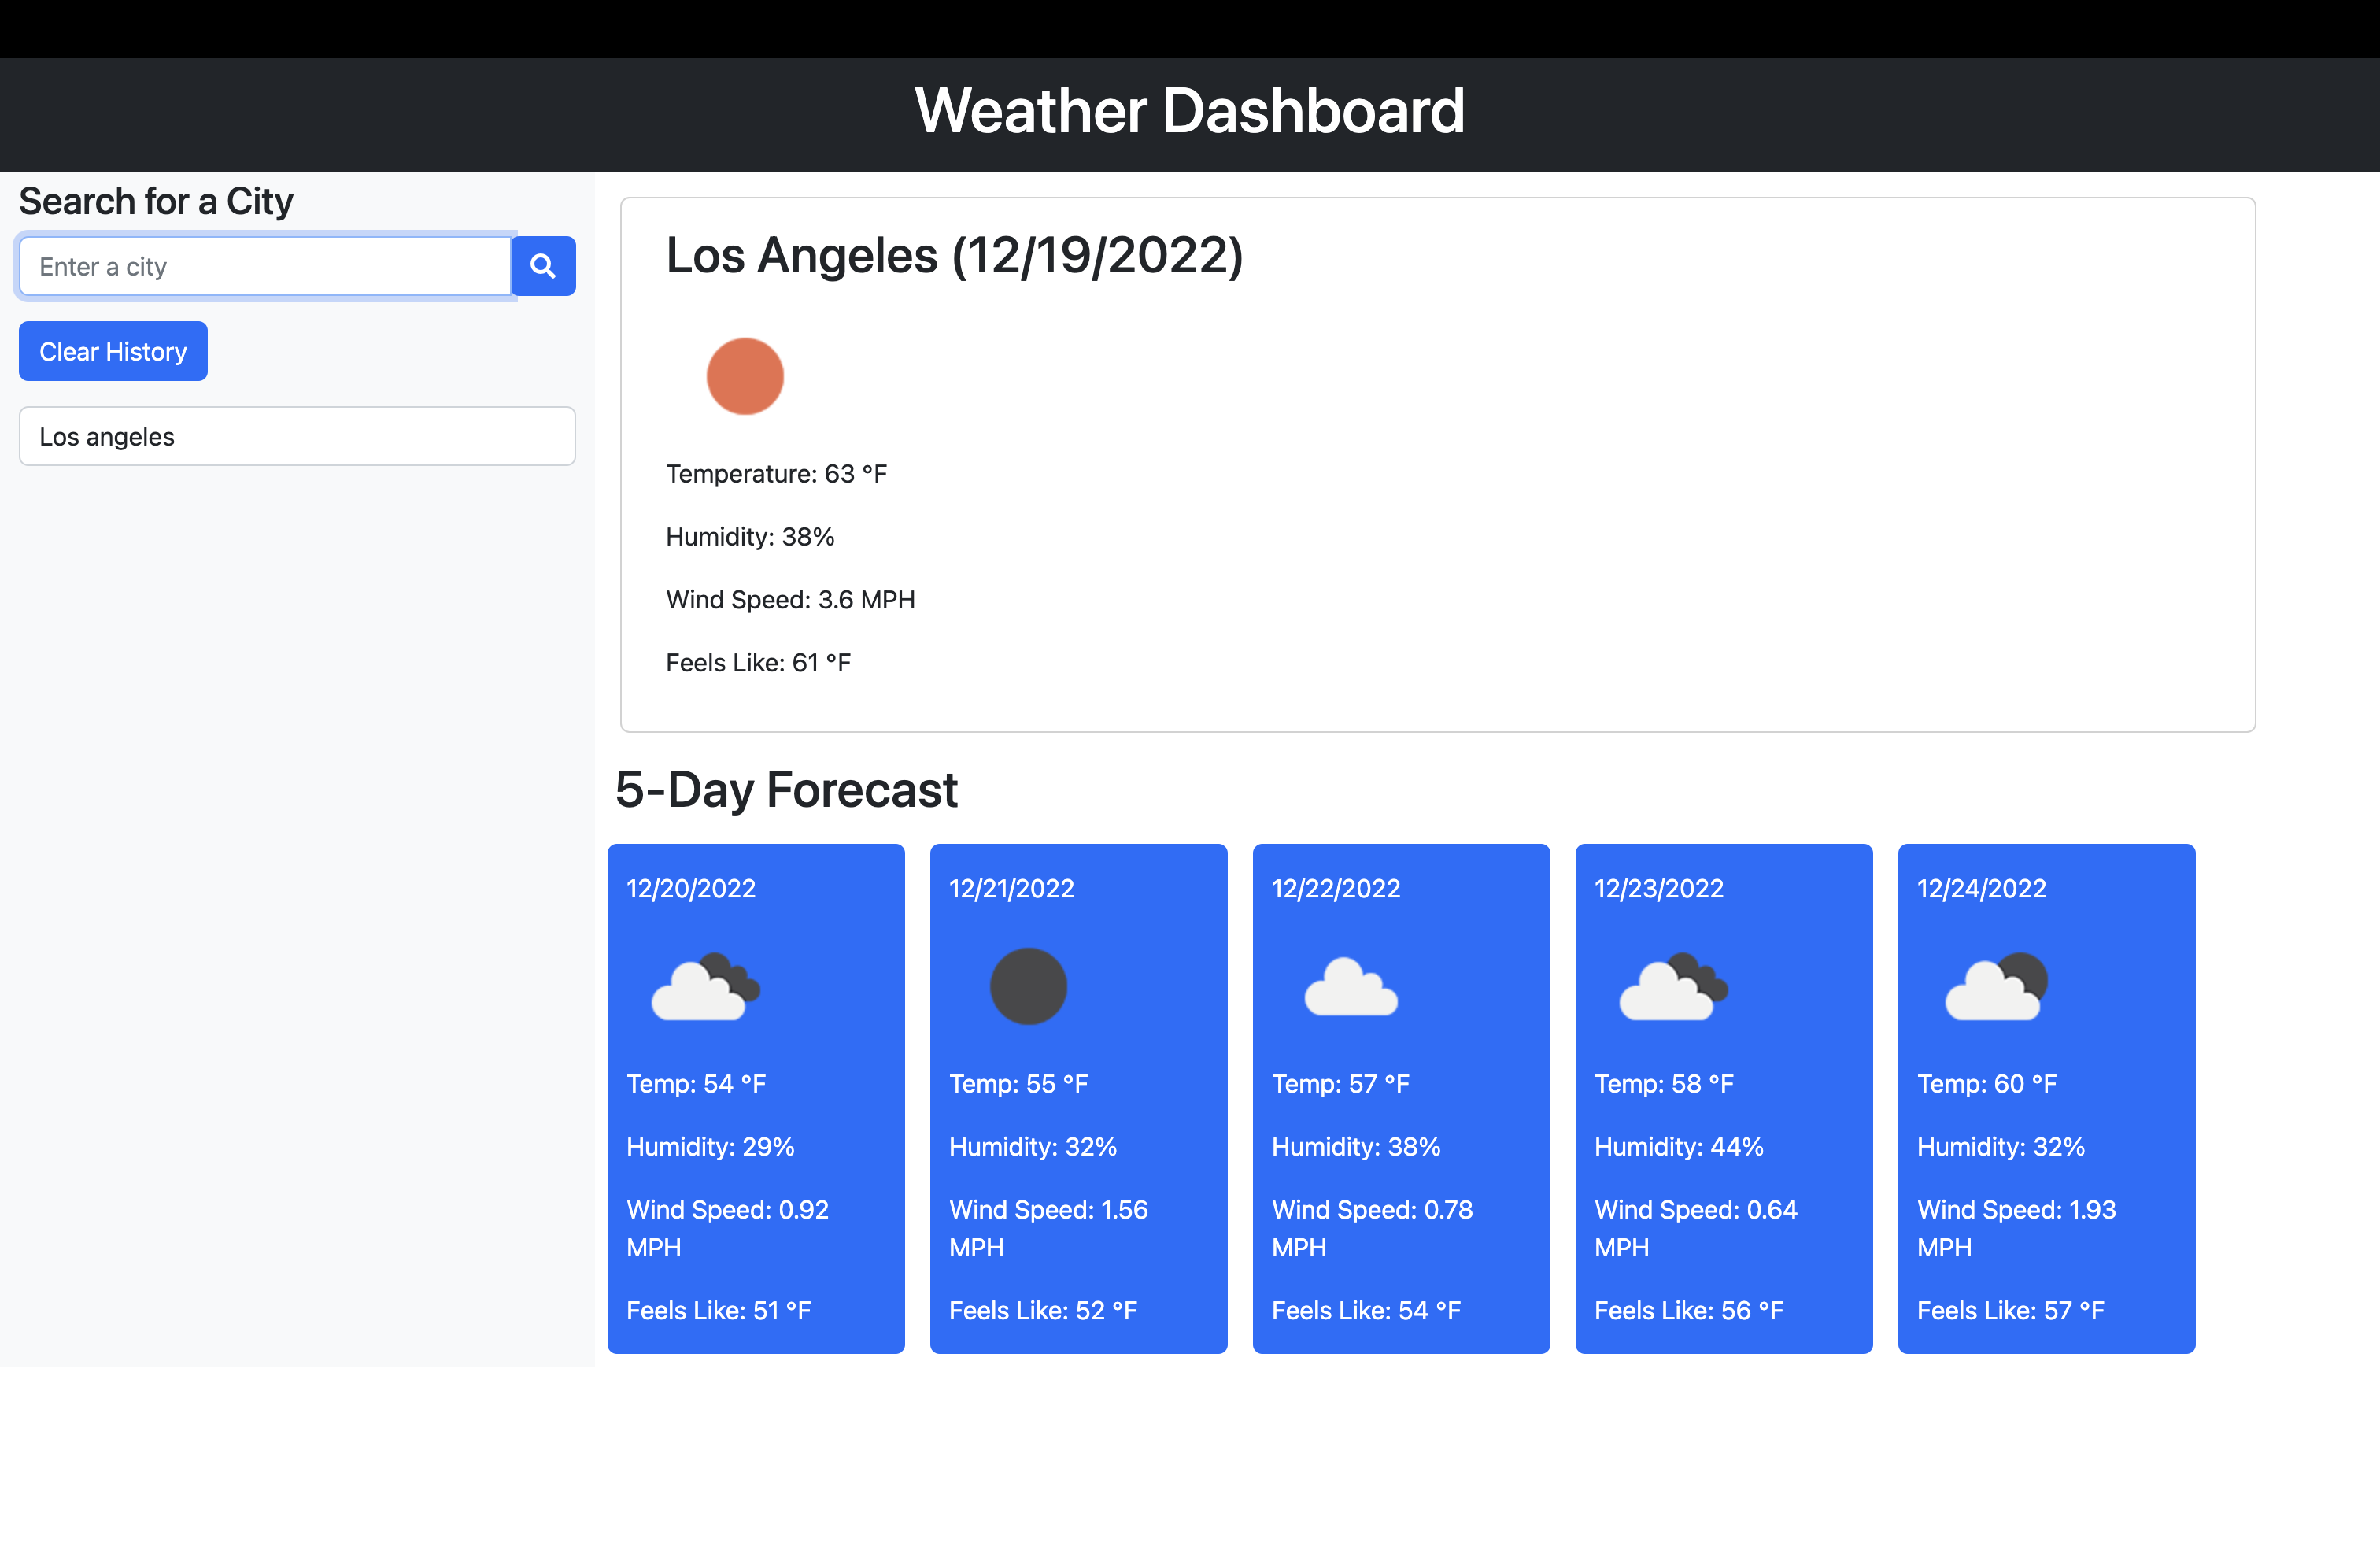 Weather Dashboard
Search for a City
Enter a city
Clear History
Los angeles
Los Angeles (12/19/2022)
Temperature: 63 °F
Humidity: 38%
Wind Speed: 3.6 MPH
Feels Like: 61 °F
5-Day Forecast
12/20/2022
Temp: 54 °F
Humidity: 29%
Wind Speed: 0.92
MPH
Feels Like: 51 °F
12/21/2022
Temp: 55 °F
Humidity: 32%
Wind Speed: 1.56
MPH
Feels Like: 52 °F
12/22/2022
Temp: 57 °F
Humidity: 38%
Wind Speed: 0.78
MPH
Feels Like: 54 °F
12/23/2022
Temp: 58 °F
Humidity: 44%
Wind Speed: 0.64
MPH
Feels Like: 56 °F
12/24/2022
Temp: 60 °F
Humidity: 32%
Wind Speed: 1.93
MPH
Feels Like: 57 °F